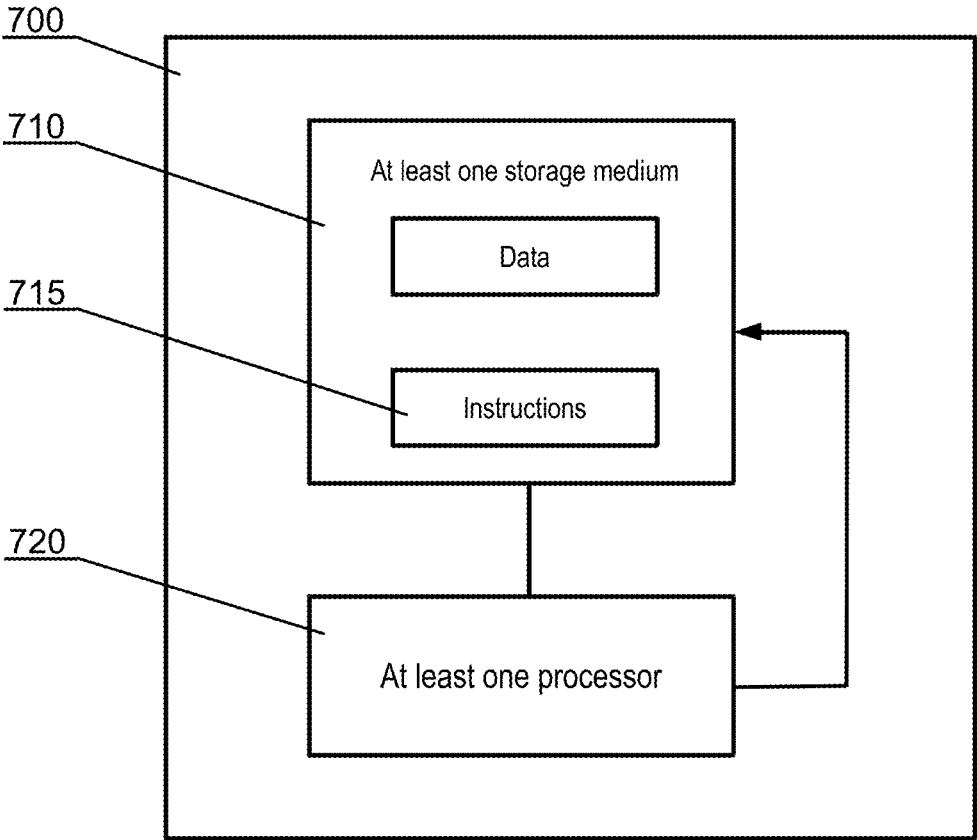 700
710
At least one storage medium
Data
715
Instructions
720
At least one processor